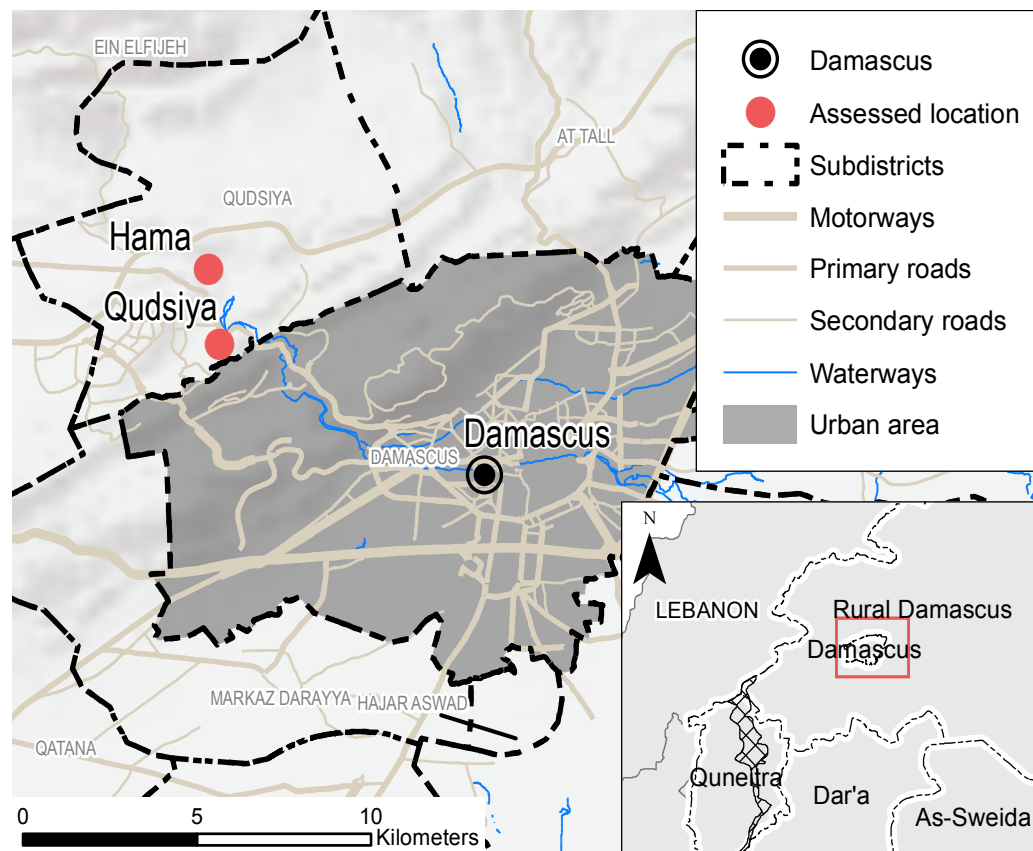 EIN ELFIJEH
AT TALL
QUDSIYA
Hama
Qudsiya
Damascus
DAMASCUS
MARKAZ DARAYYA
HAJAR ASWAD
QATANA
0 5 10
Kilometers
Damascus
Assessed location
Subdistricts
Motorways
Primary roads
Secondary roads
Waterways
Urban area
N
LEBANON
Rural Damascus
Damascus
Quneitra
Dar'a
As-Sweida